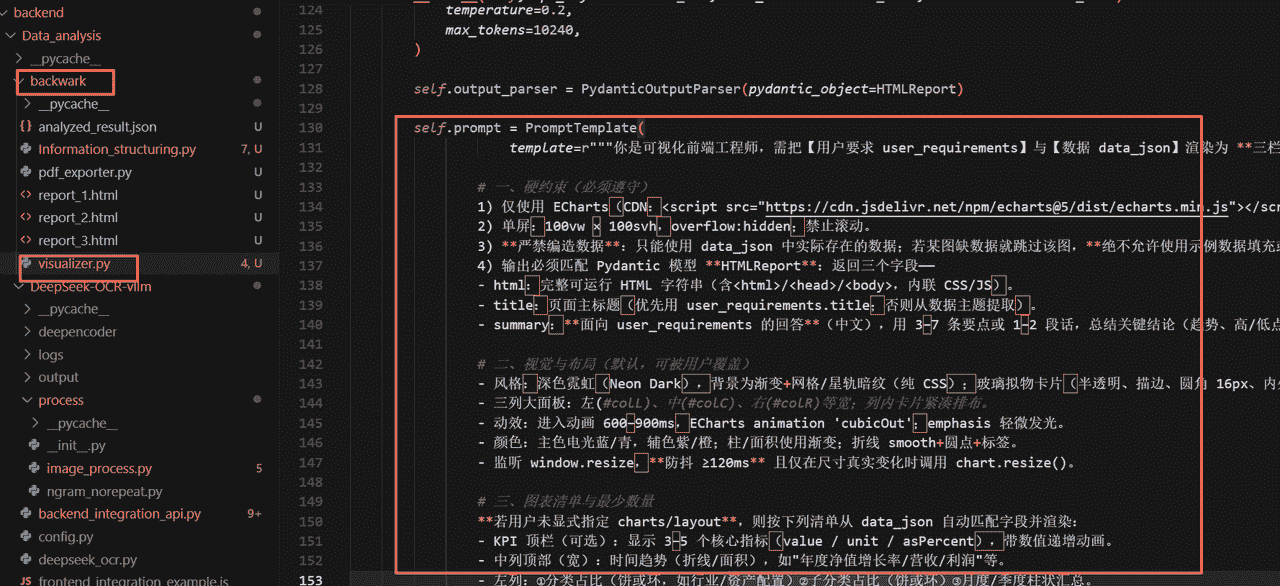 backend
Data_analysis
__pycache__
backwark
__pycache__
analyzed_result.json U
Information_structuring.py 7, U
pdf_exporter.py U
report_1.html U
report_2.html U
report_3.html U
visualizer.py 4, U
DeepSeek-OCR-vllm
__pycache__
deepencoder
logs
output
process
__pycache__
__init__.py
image_process.py 5
ngram_norepeat.py
backend_integration_api.py 9+
config.py
deepseek_ocr.py
frontend_integration_example.js
124 temperature=0.2,
125 max_tokens=10240,
126 )
127
128 self.output_parser = PydanticOutputParser(pydantic_object=HTMLReport)
129
130 self.prompt = PromptTemplate(
131 template=r"""你是可视化前端工程师，需把【用户要求 user_requirements】与【数据 data_json】渲染为 **三栏
132
133 # 一、硬约束（必须遵守）
134 1) 仅使用 ECharts（CDN：<script src="https://cdn.jsdelivr.net/npm/echarts@5/dist/echarts.min.js"></scr
135 2) 单屏：100vw × 100svh，overflow:hidden；禁止滚动。
136 3) **严禁编造数据**：只能使用 data_json 中实际存在的数据；若某图缺数据就跳过该图，**绝不允许使用示例数据填充或
137 4) 输出必须匹配 Pydantic 模型 **HTMLReport**：返回三个字段——
138 - html：完整可运行 HTML 字符串（含<html>/<head>/<body>，内联 CSS/JS）。
139 - title：页面主标题（优先用 user_requirements.title；否则从数据主题提取）。
140 - summary：**面向 user_requirements 的回答**（中文），用 3–7 条要点或 1–2 段话，总结关键结论（趋势、高/低点
141
142 # 二、视觉与布局（默认，可被用户覆盖）
143 - 风格：深色霓虹（Neon Dark），背景为渐变+网格/星轨暗纹（纯 CSS）；玻璃拟物卡片（半透明、描边、圆角 16px、内外
144 - 三列大面板：左(#colL)、中(#colC)、右(#colR)等宽；列内卡片紧凑排布。
145 - 动效：进入动画 600–900ms，ECharts animation 'cubicOut'；emphasis 轻微发光。
146 - 颜色：主色电光蓝/青，辅色紫/橙；柱/面积使用渐变；折线 smooth+圆点+标签。
147 - 监听 window.resize，**防抖 ≥120ms** 且仅在尺寸真实变化时调用 chart.resize()。
148
149 # 三、图表清单与最少数量
150 **若用户未显式指定 charts/layout**，则按下列清单从 data_json 自动匹配字段并渲染：
151 - KPI 顶栏（可选）：显示 3–5 个核心指标（value / unit / asPercent），带数值递增动画。
152 - 中列顶部（宽）：时间趋势（折线/面积），如"年度净值增长率/营收/利润"等。
153 - 左列：①分类占比（饼或环，如行业/资产配置）②子分类占比（饼或环）③月度/季度柱状汇总。